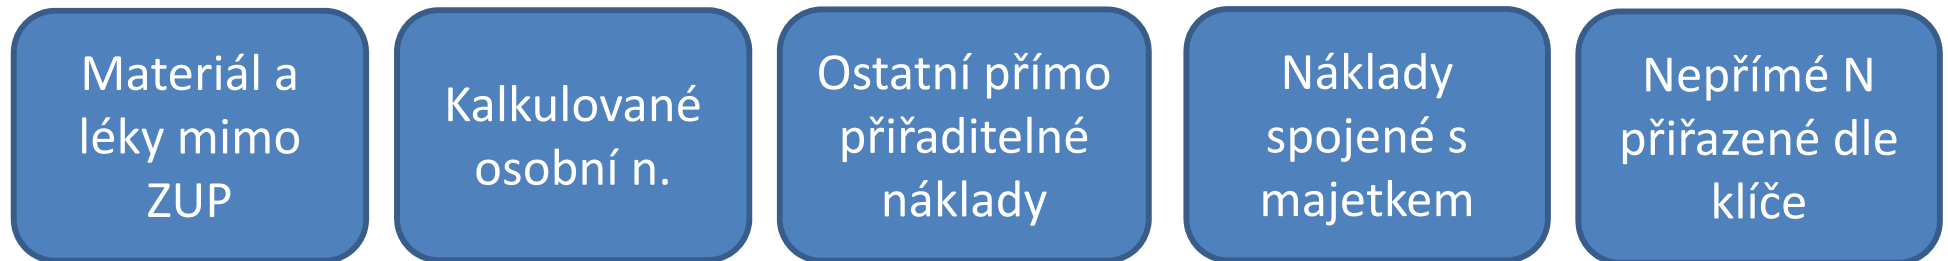 Materiál a
léky mimo
ZUP
Kalkulované
osobní n.
Ostatní přímo
přiřaditelné
náklady
Náklady
spojené s
majetkem
Nepřímé N
přiřazené dle
klíče